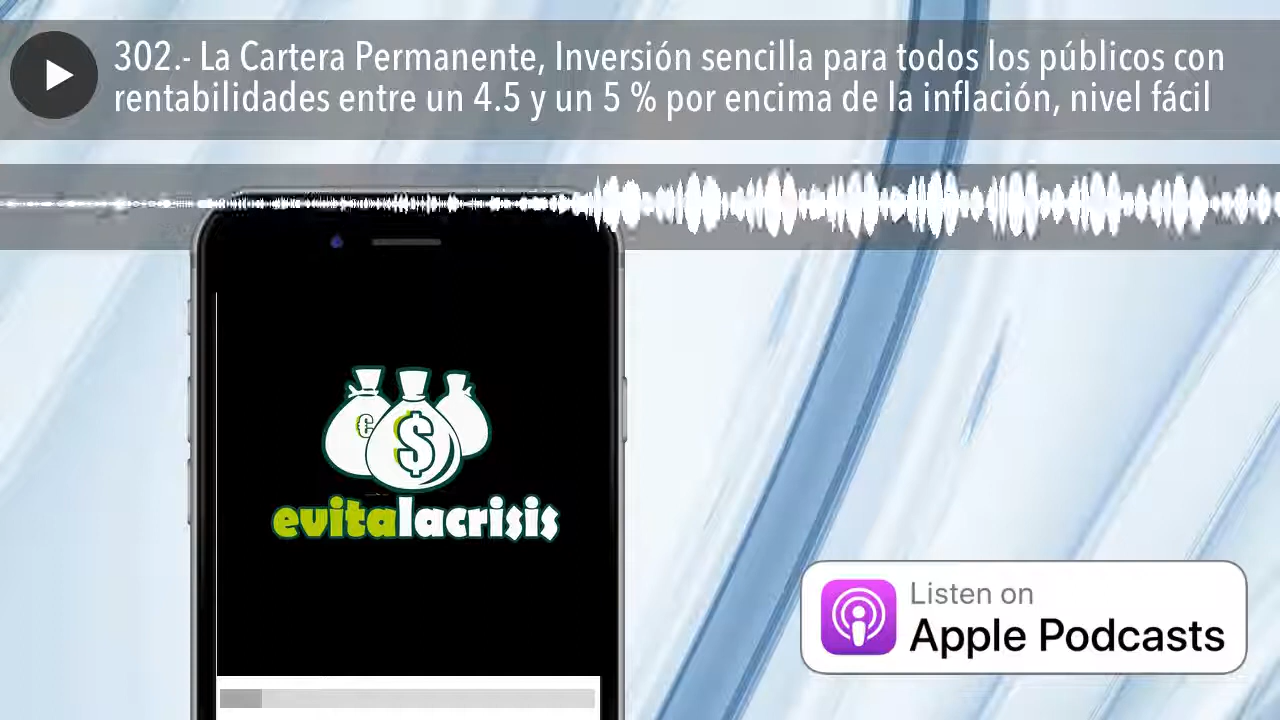 302.- La Cartera Permanente, Inversión sencilla para todos los públicos con
rentabilidades entre un 4.5 y un 5 % por encima de la inflación, nivel fácil
€ $
evitalacrisis
Listen on
Apple Podcasts